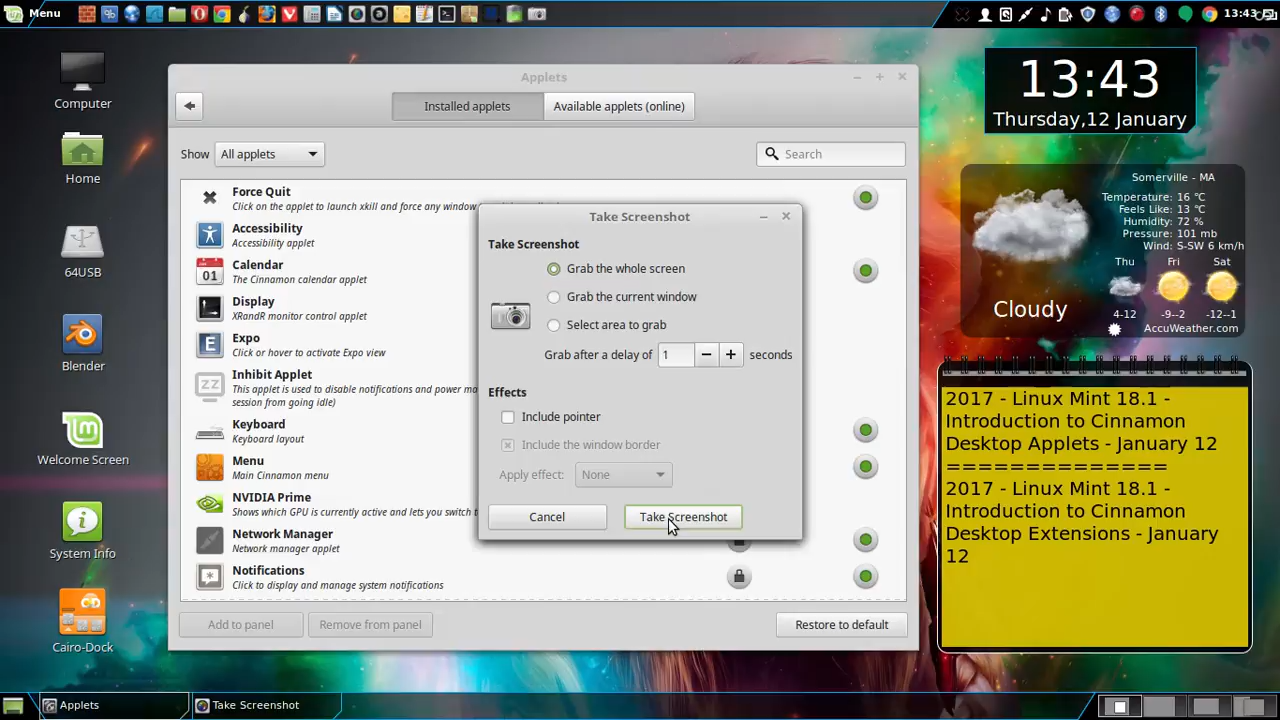 Menu
13:43
Computer
Home
64USB
Blender
Welcome Screen
System Info
Cairo-Dock
Applets
Installed applets
Available applets (online)
Show
All applets
Search
Force Quit
Click on the applet to launch xkill and force any window
Accessibility
Accessibility applet
01
Calendar
The Cinnamon calendar applet
Display
XRandR monitor control applet
E
Expo
Click or hover to activate Expo view
zz
Inhibit Applet
This applet is used to disable notifications and power ma
session from going idle)
Keyboard
Keyboard layout
Menu
Main Cinnamon menu
NVIDIA Prime
Shows which GPU is currently active and lets you switch t
Network Manager
Network manager applet
Notifications
Click to display and manage system notifications
Add to panel
Remove from panel
Restore to default
Take Screenshot
Take Screenshot
Grab the whole screen
Grab the current window
Select area to grab
Grab after a delay of
1
seconds
Effects
Include pointer
Include the window border
Apply effect:
None
Cancel
Take Screenshot
13:43
Thursday,12 January
Somerville - MA
Temperature: 16 °C
Feels Like: 13 °C
Humidity: 72 %
Pressure: 101 mb
Wind: S-SW 6 km/h
Thu Fri Sat
4-12 -9--2 -12--1
Cloudy
AccuWeather.com
2017 - Linux Mint 18.1 -
Introduction to Cinnamon
Desktop Applets - January 12
==============
2017 - Linux Mint 18.1 -
Introduction to Cinnamon
Desktop Extensions - January
12
Applets
Take Screenshot